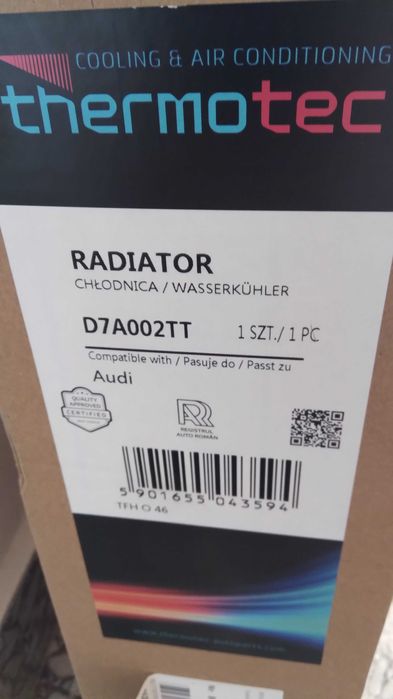 COOLING & AIR CONDITIONING
thermotec
RADIATOR
CHŁODNICA / WASSERKÜHLER
D7A002TT 1 SZT./ 1 PC
Compatible with / Pasuje do / Passt zu
Audi
QUALITY
APPROVED
CERTIFIED
REGISTRUL
AUTO ROMÂN
5 901655 043594
TFH O 46